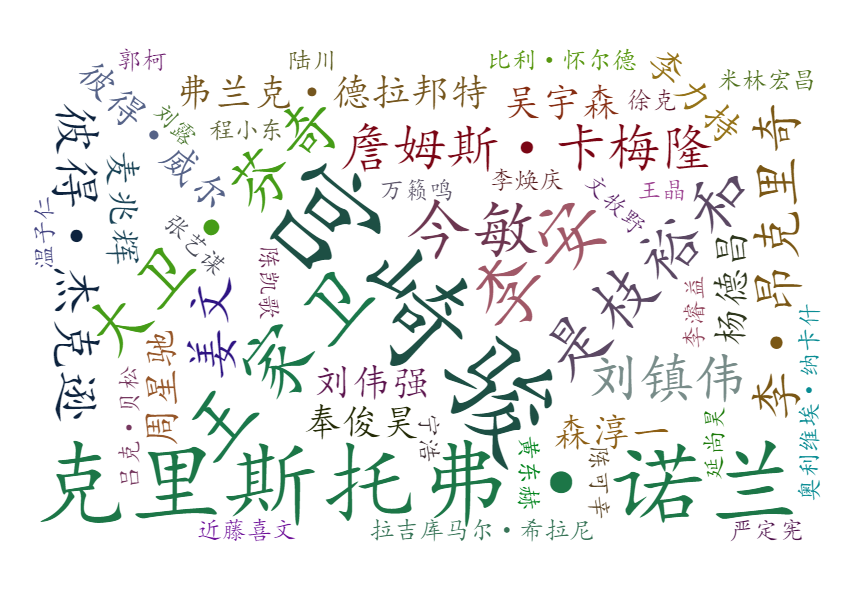 郭柯
陆川
比利·怀尔德
李力持
米林宏昌
彼得·威尔
弗兰克·德拉邦特
吴宇森
徐克
刘露
程小东
大卫·芬奇
詹姆斯·卡梅隆
李·昂克里奇
彼得·杰克逊
麦兆辉
万籁鸣
李焕庆
文牧野
王晶
宫崎骏
今敏
李安
是枝裕和
温子仁
张艺谋
陈凯歌
杨德昌
李濬益
姜文
王家卫
周星驰
刘伟强
刘镇伟
奥利维埃·纳卡什
吕克·贝松
奉俊昊
宁浩
森淳一
延尚昊
黄东赫
陈可辛
克里斯托弗·诺兰
近藤喜文
拉吉库马尔·希拉尼
严定宪